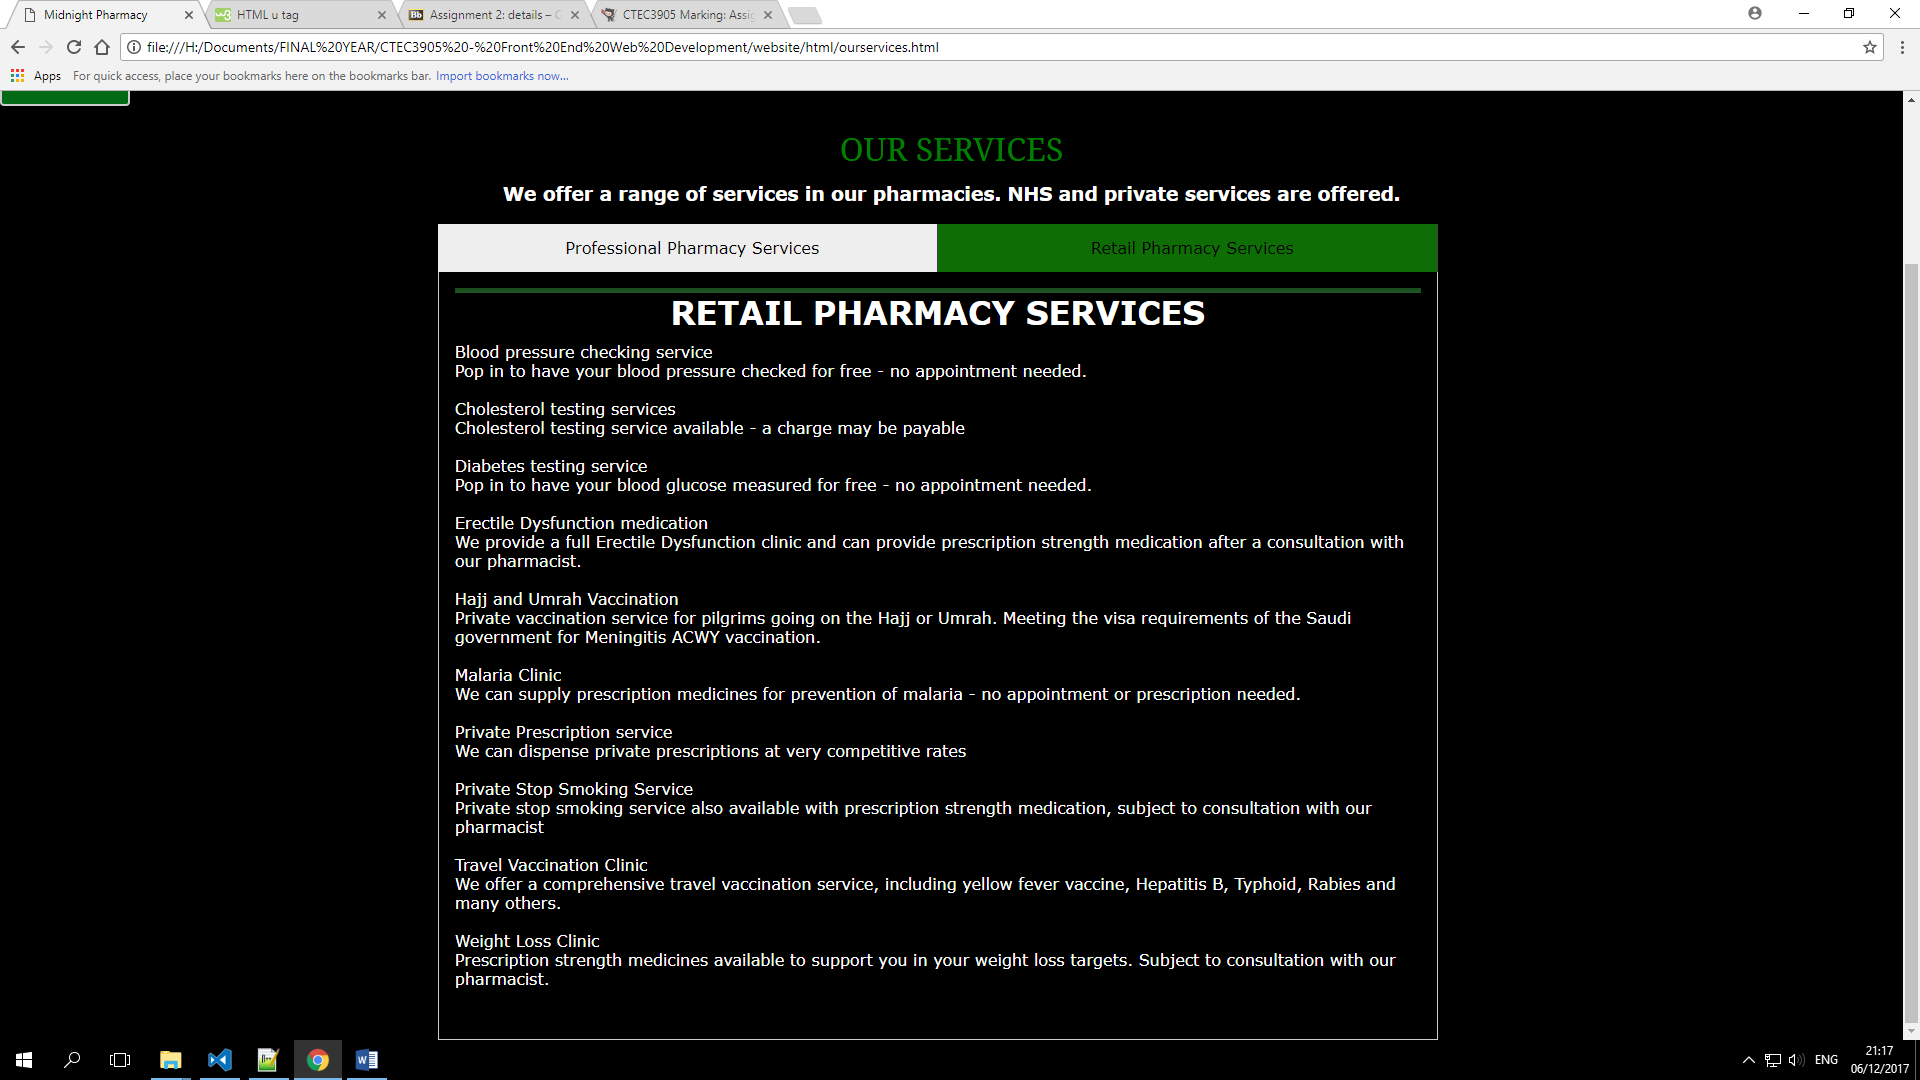 Midnight Pharmacy
HTML u tag
Assignment 2: details – C
CTEC3905 Marking: Assig
file:///H:/Documents/FINAL%20YEAR/CTEC3905%20-%20Front%20End%20Web%20Development/website/html/ourservices.html
Apps For quick access, place your bookmarks here on the bookmarks bar. Import bookmarks now...
OUR SERVICES
We offer a range of services in our pharmacies. NHS and private services are offered.
Professional Pharmacy Services
Retail Pharmacy Services
RETAIL PHARMACY SERVICES
Blood pressure checking service
Pop in to have your blood pressure checked for free - no appointment needed.
Cholesterol testing services
Cholesterol testing service available - a charge may be payable
Diabetes testing service
Pop in to have your blood glucose measured for free - no appointment needed.
Erectile Dysfunction medication
We provide a full Erectile Dysfunction clinic and can provide prescription strength medication after a consultation with
our pharmacist.
Hajj and Umrah Vaccination
Private vaccination service for pilgrims going on the Hajj or Umrah. Meeting the visa requirements of the Saudi
government for Meningitis ACWY vaccination.
Malaria Clinic
We can supply prescription medicines for prevention of malaria - no appointment or prescription needed.
Private Prescription service
We can dispense private prescriptions at very competitive rates
Private Stop Smoking Service
Private stop smoking service also available with prescription strength medication, subject to consultation with our
pharmacist
Travel Vaccination Clinic
We offer a comprehensive travel vaccination service, including yellow fever vaccine, Hepatitis B, Typhoid, Rabies and
many others.
Weight Loss Clinic
Prescription strength medicines available to support you in your weight loss targets. Subject to consultation with our
pharmacist.
ENG
21:17
06/12/2017